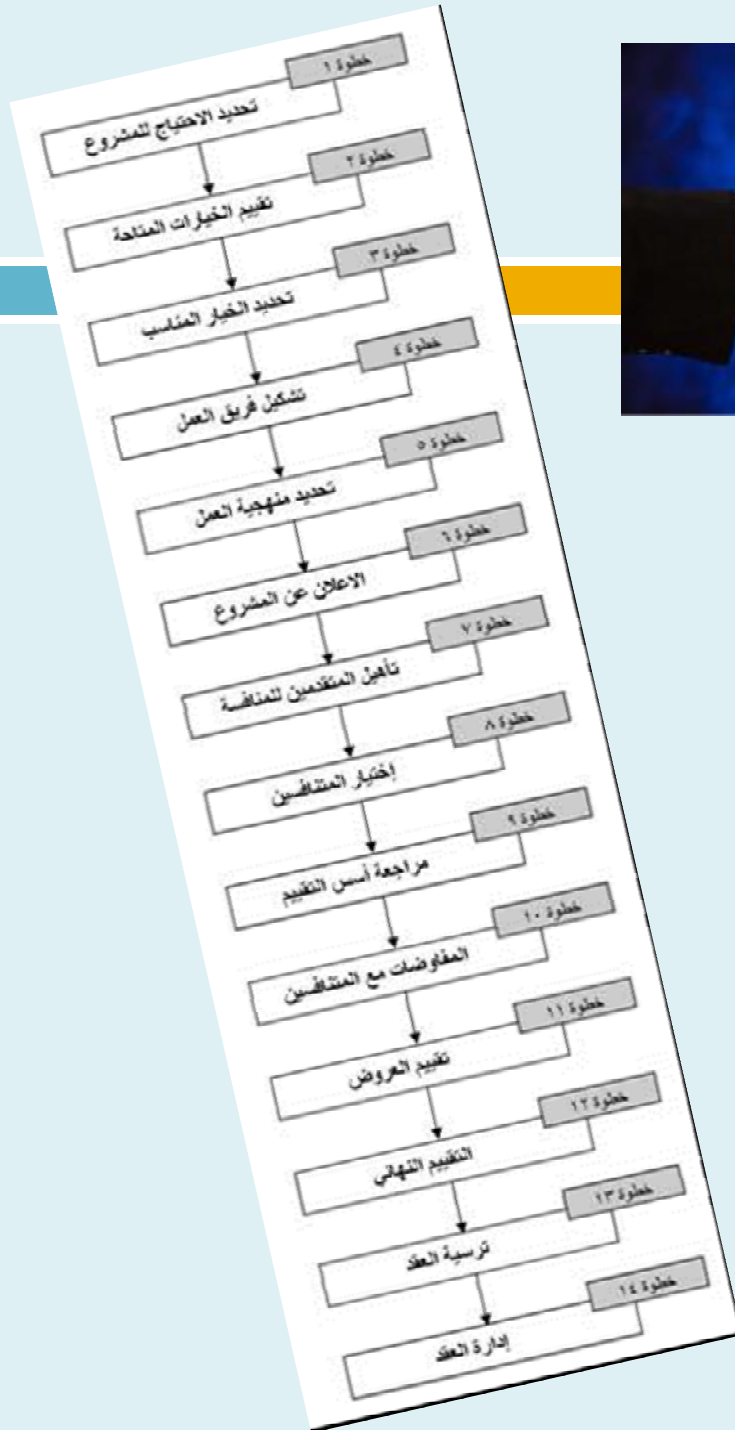 خطوة ١
تحديد الاحتياج للمشروع
خطوة ٢
تقييم الخيارات المتاحة
خطوة ٣
تحديد الخيار المناسب
خطوة ٤
تشكيل فريق العمل
خطوة ٥
تحديد منهجية العمل
خطوة ٦
الاعلان عن المشروع
خطوة ٧
تأهيل المتقدمين للمنافسة
خطوة ٨
إختيار المتنافسين
خطوة ٩
مراجعة أسس التقييم
خطوة ١٠
المفاوضات مع المتنافسين
خطوة ١١
تقييم العروض
خطوة ١٢
التقييم النهائي
خطوة ١٣
ترسية العقد
خطوة ١٤
إدارة العقد